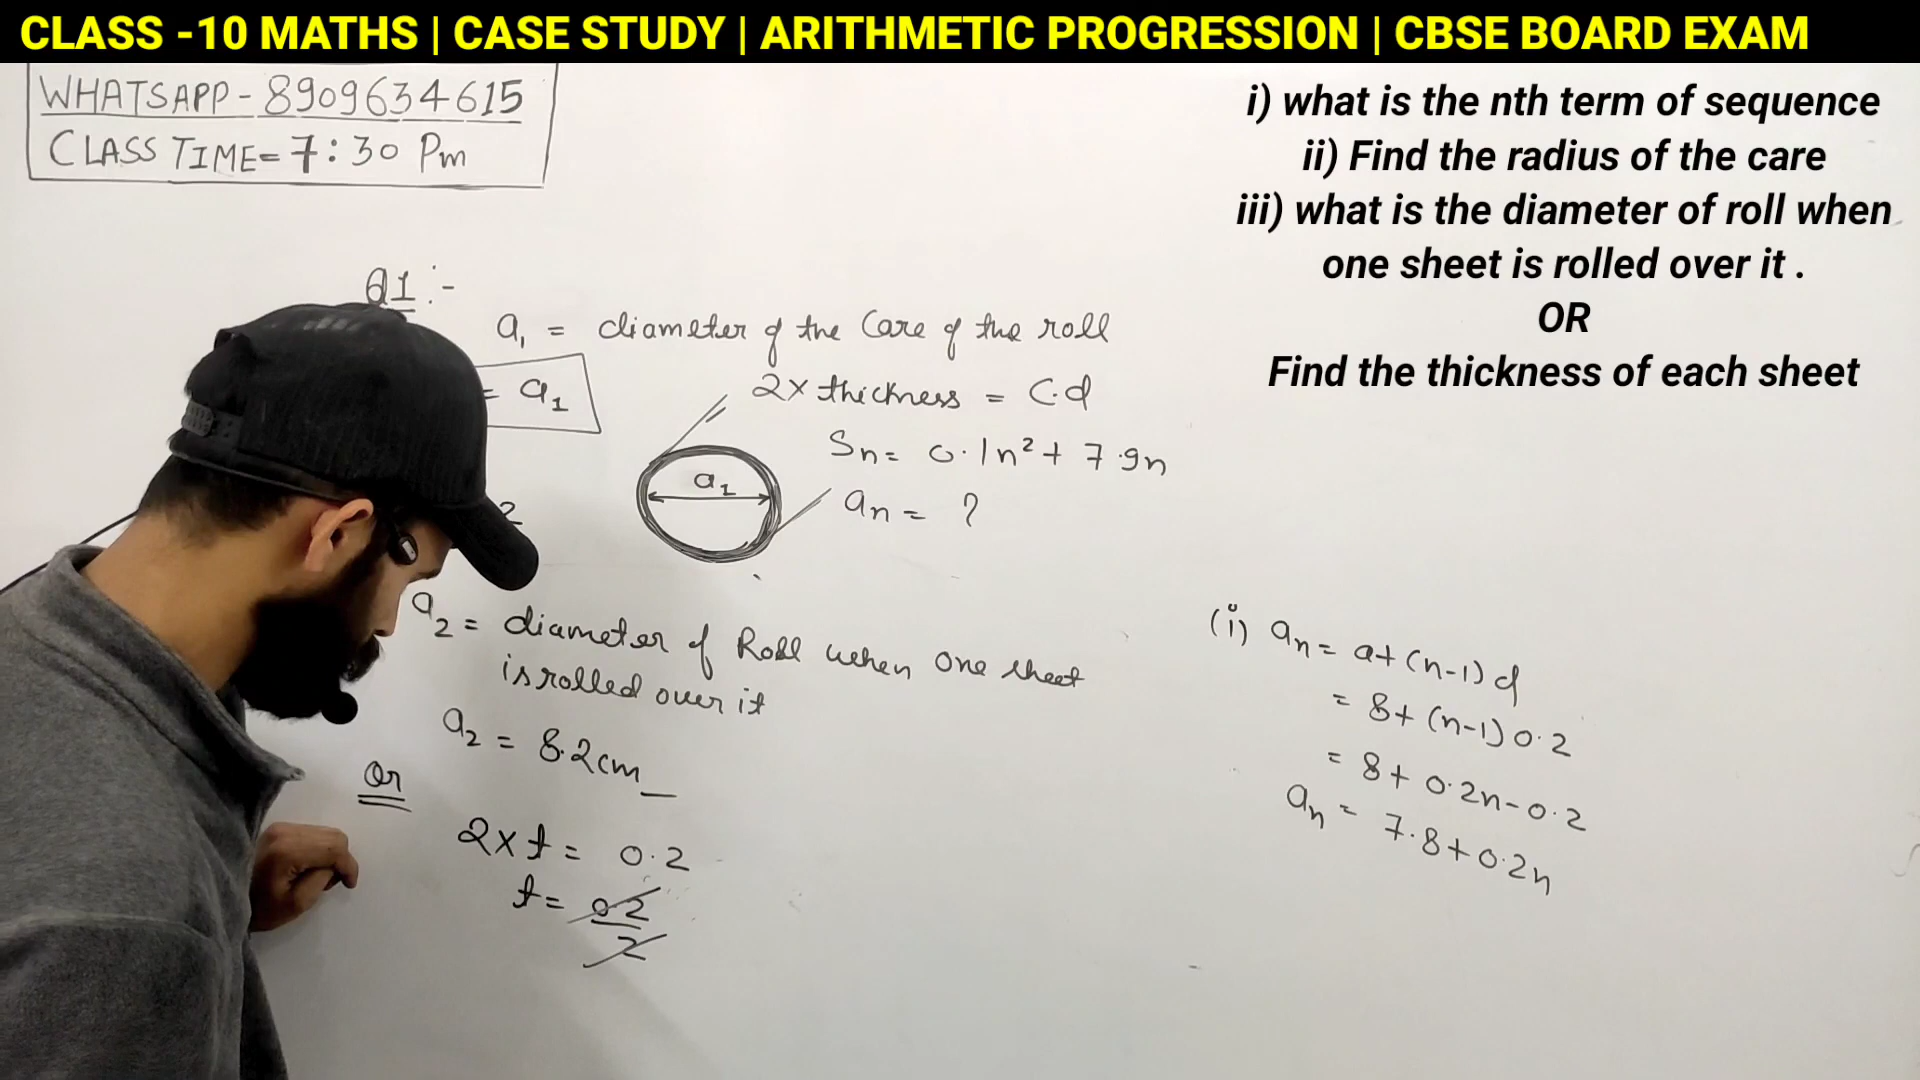 CLASS -10 MATHS | CASE STUDY | ARITHMETIC PROGRESSION | CBSE BOARD EXAM
WHATSAPP - 8909634615
CLASS TIME = 7:30 Pm
i) what is the nth term of sequence
ii) Find the radius of the care
iii) what is the diameter of roll when
one sheet is rolled over it .
OR
Find the thickness of each sheet
Q1 :-
a₁ = diameter of the Care of the roll
= a₁
2x thickness = C.d
Sn = 0.1n² + 7.9n
a₁
an = ?
2
a₂ = diameter of Roll when one sheet
is rolled over it
a₂ = 8.2cm
Or
2 x t = 0.2
t = 0.2
2
(i) an = a + (n-1) d
= 8 + (n-1) 0.2
= 8 + 0.2n - 0.2
an = 7.8 + 0.2n